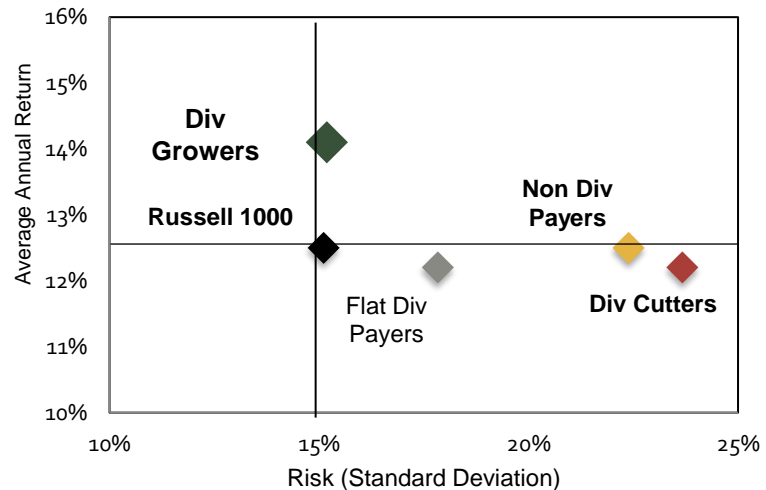 16%
15%
14%
13%
12%
11%
10%
Average Annual Return
Div
Growers
Russell 1000
Non Div
Payers
Flat Div
Payers
Div Cutters
10%
15%
20%
25%
Risk (Standard Deviation)